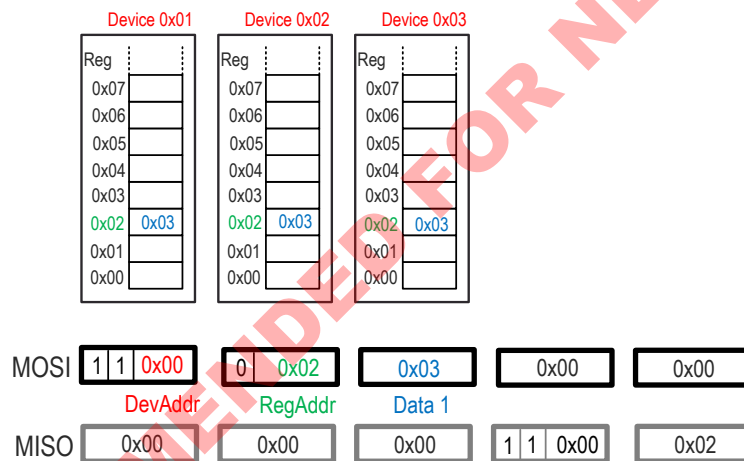 Device 0x01 Device 0x02 Device 0x03
Reg Reg Reg
0x07 0x07 0x07
0x06 0x06 0x06
0x05 0x05 0x05
0x04 0x04 0x04
0x03 0x03 0x03
0x02 0x03 0x02 0x03 0x02 0x03
0x01 0x01 0x01
0x00 0x00 0x00
MOSI 1 1 0x00 0 0x02 0x03 0x00 0x00
DevAddr RegAddr Data 1
MISO 0x00 0x00 0x00 1 1 0x00 0x02
MENDED FOR NE